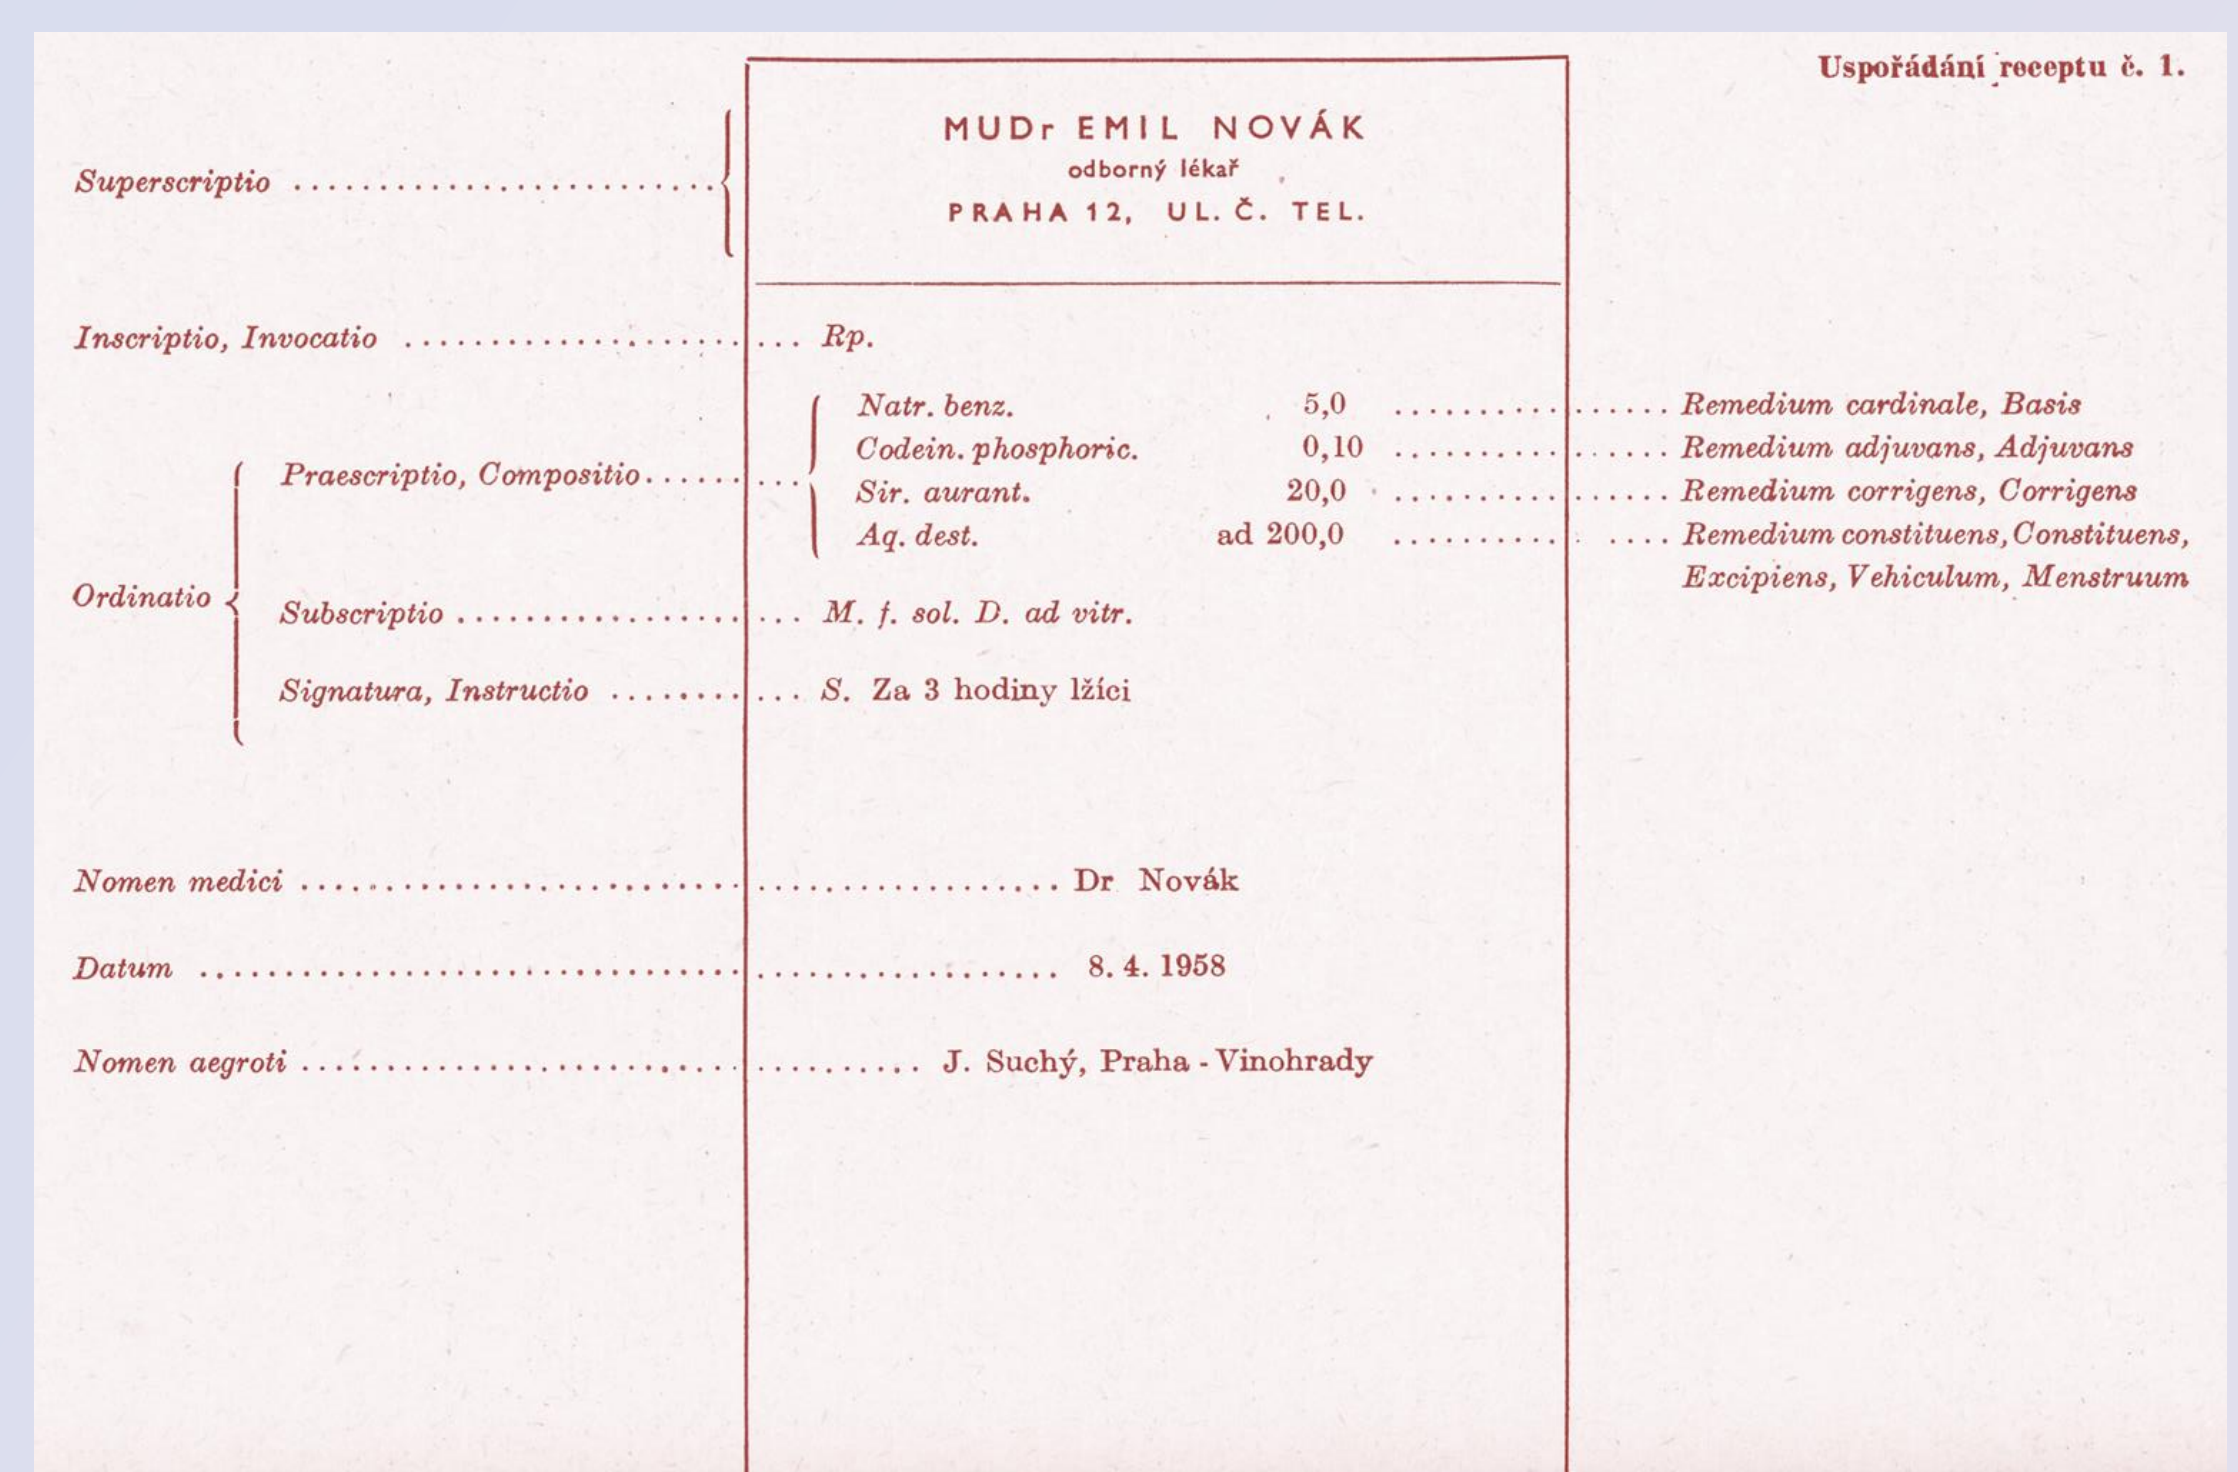 Uspořádání receptu č. 1.
MUDr EMIL NOVÁK
odborný lékař
PRAHA 12, UL. Č. TEL.
Superscriptio ..............................
Inscriptio, Invocatio .......................... Rp.
Natr. benz. 5,0 ................ Remedium cardinale, Basis
Codein. phosphoric. 0,10 ................ Remedium adjuvans, Adjuvans
Praescriptio, Compositio .........
Sir. aurant. 20,0 ................ Remedium corrigens, Corrigens
Aq. dest. ad 200,0 .............. Remedium constituens, Constituens,
Excipiens, Vehiculum, Menstruum
Ordinatio
Subscriptio .................... M. f. sol. D. ad vitr.
Signatura, Instructio ........... S. Za 3 hodiny lžíci
Nomen medici ................................................ Dr Novák
Datum ...................................................... 8. 4. 1958
Nomen aegroti .......................................... J. Suchý, Praha - Vinohrady